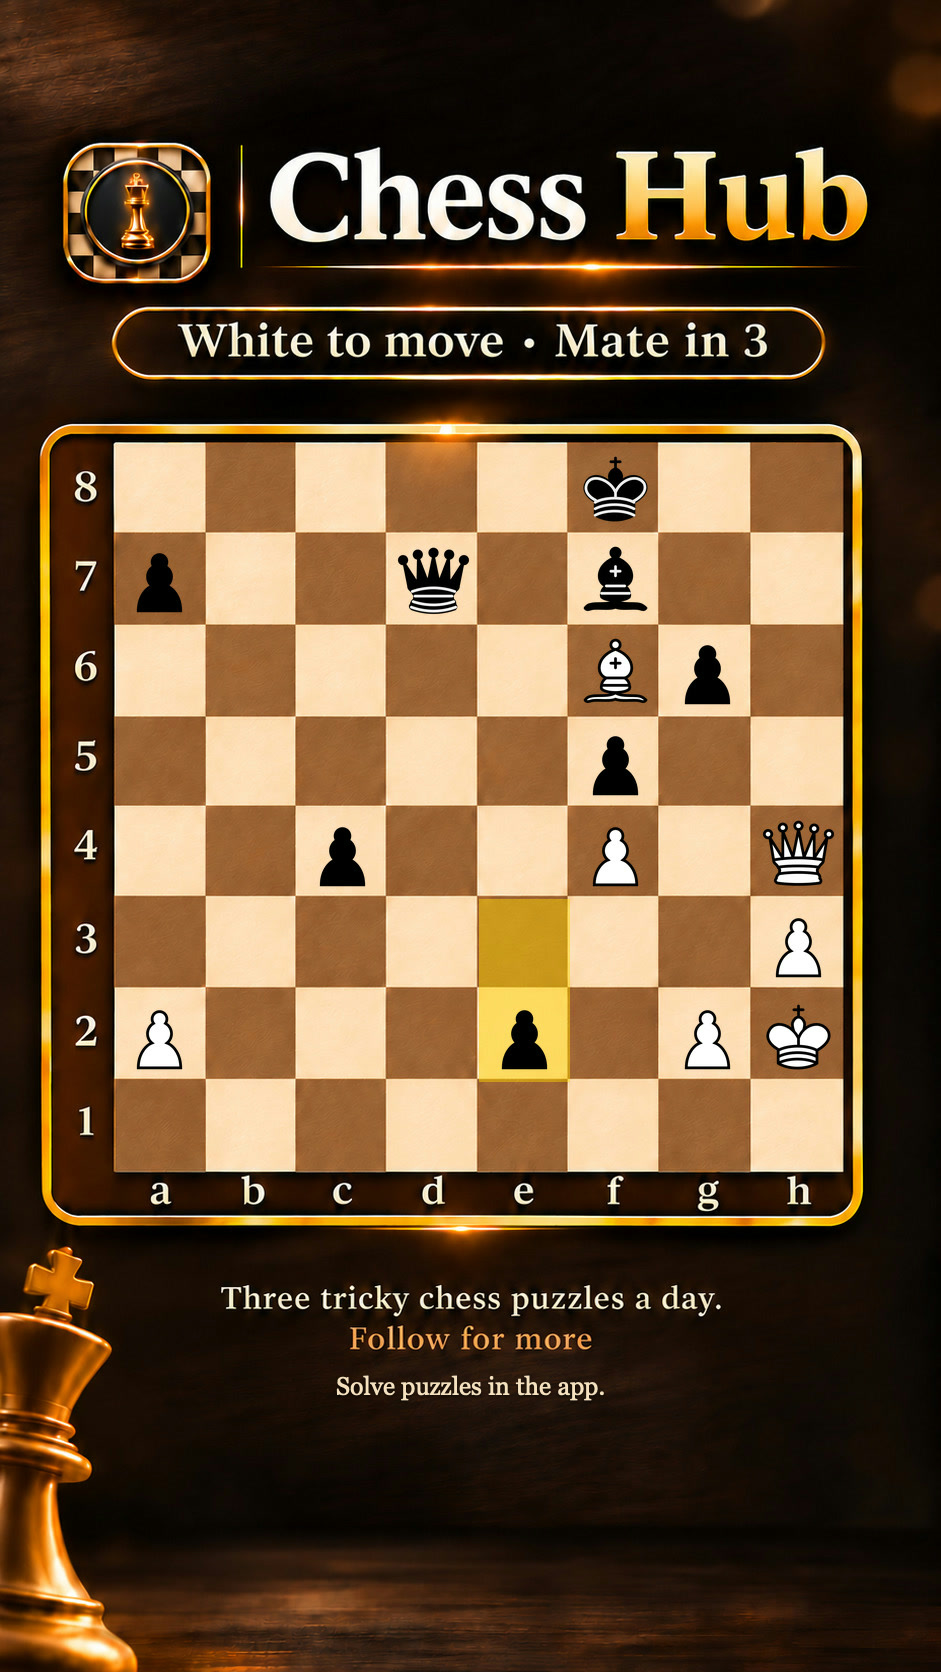 Chess Hub
White to move • Mate in 3
8
7
6
5
4
3
2
1
a b c d e f g h
Three tricky chess puzzles a day.
Follow for more
Solve puzzles in the app.